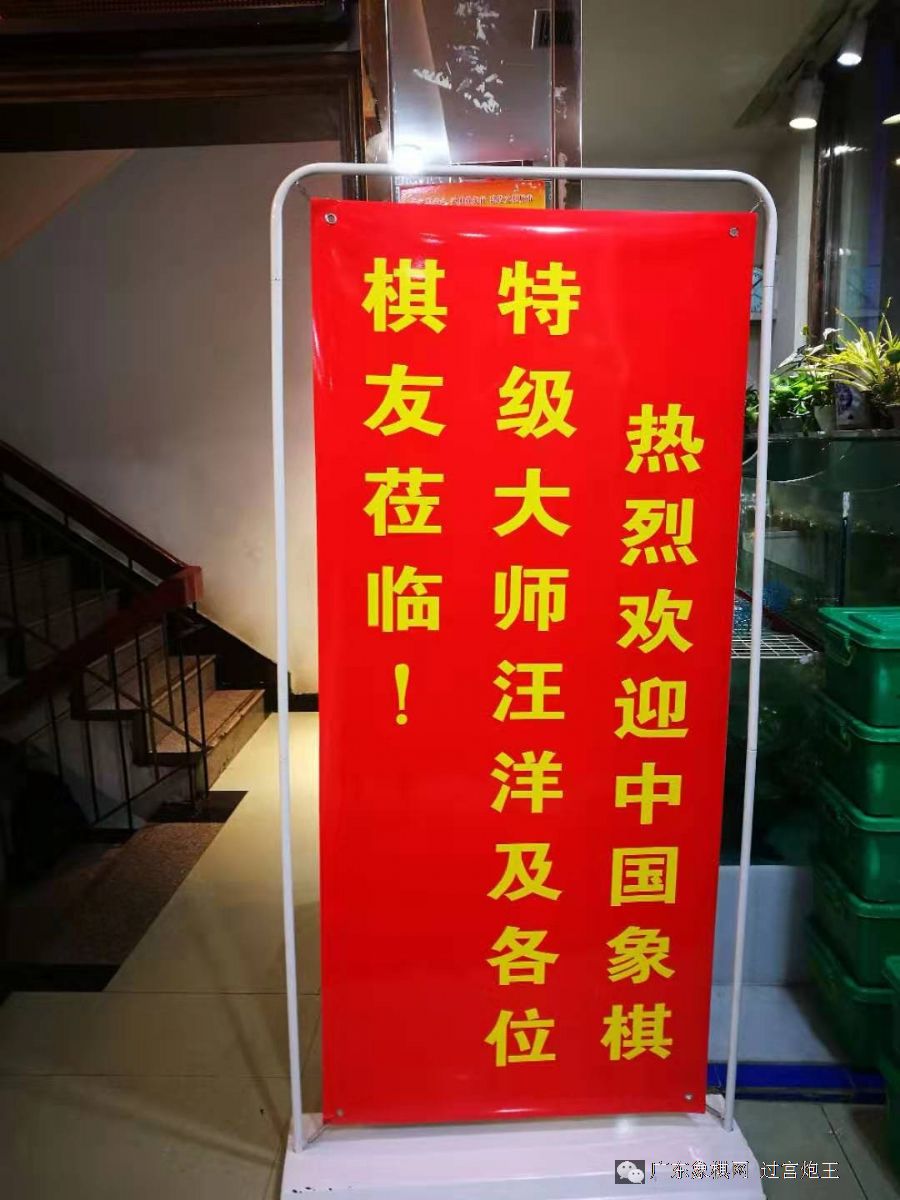 热烈欢迎中国象棋
特级大师汪洋及各位
棋友莅临！
广东象棋网 过宫炮王